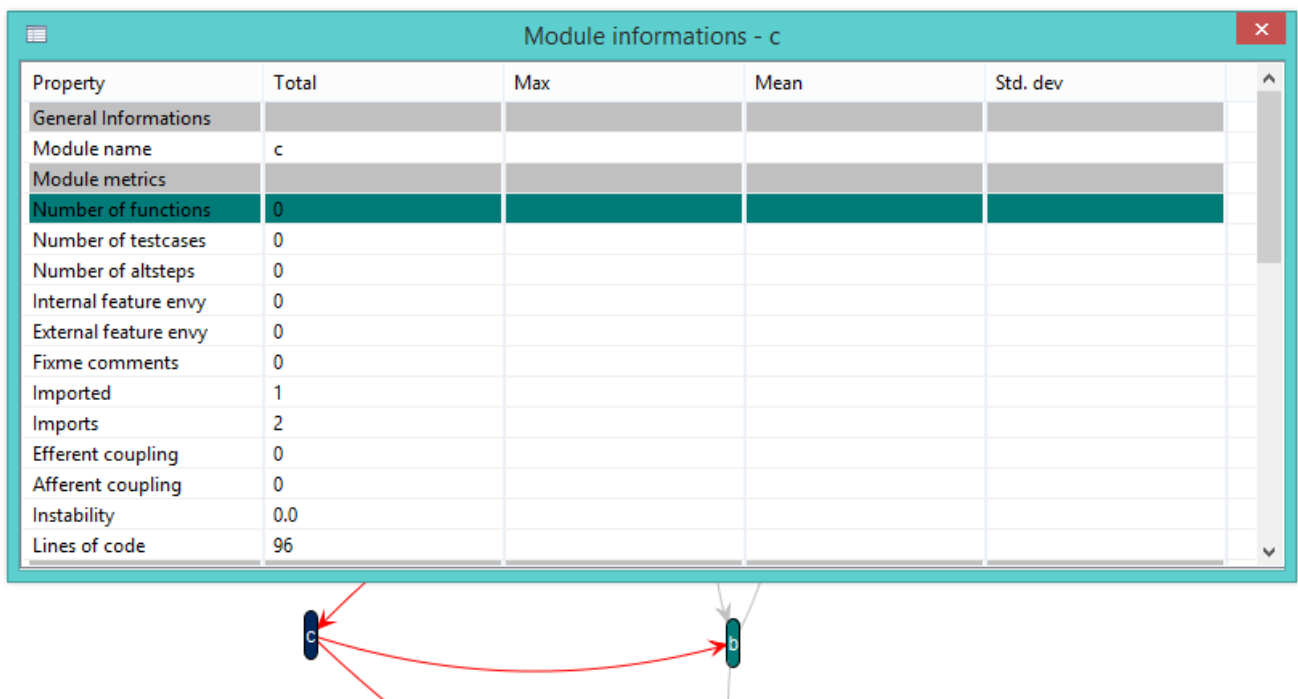 Module informations - c
Property Total Max Mean Std. dev
General Informations
Module name c
Module metrics
Number of functions 0
Number of testcases 0
Number of altsteps 0
Internal feature envy 0
External feature envy 0
Fixme comments 0
Imported 1
Imports 2
Efferent coupling 0
Afferent coupling 0
Instability 0.0
Lines of code 96
c b